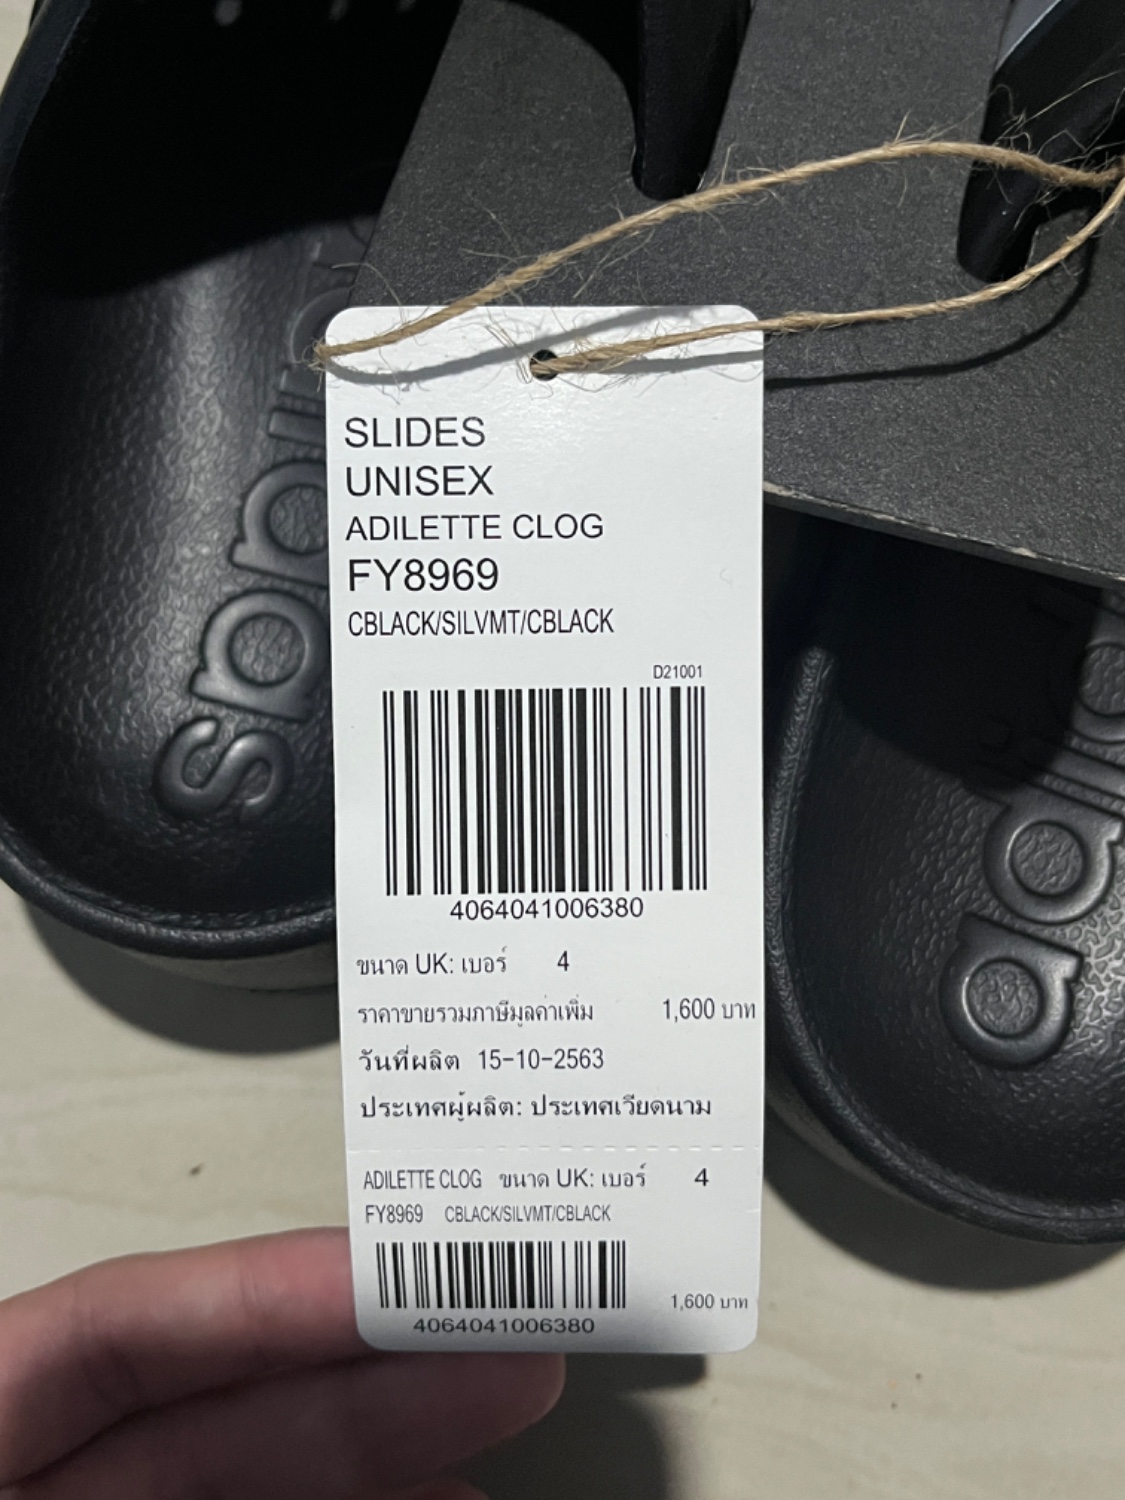 adidas
adida
SLIDES
UNISEX
ADILETTE CLOG
FY8969
CBLACK/SILVMT/CBLACK
D21001
4064041006380
ขนาด UK: เบอร์ 4
ราคาขายรวมภาษีมูลค่าเพิ่ม 1,600 บาท
วันที่ผลิต 15-10-2563
ประเทศผู้ผลิต: ประเทศเวียดนาม
ADILETTE CLOG ขนาด UK: เบอร์ 4
FY8969 CBLACK/SILVMT/CBLACK
1,600 บาท
4064041006380